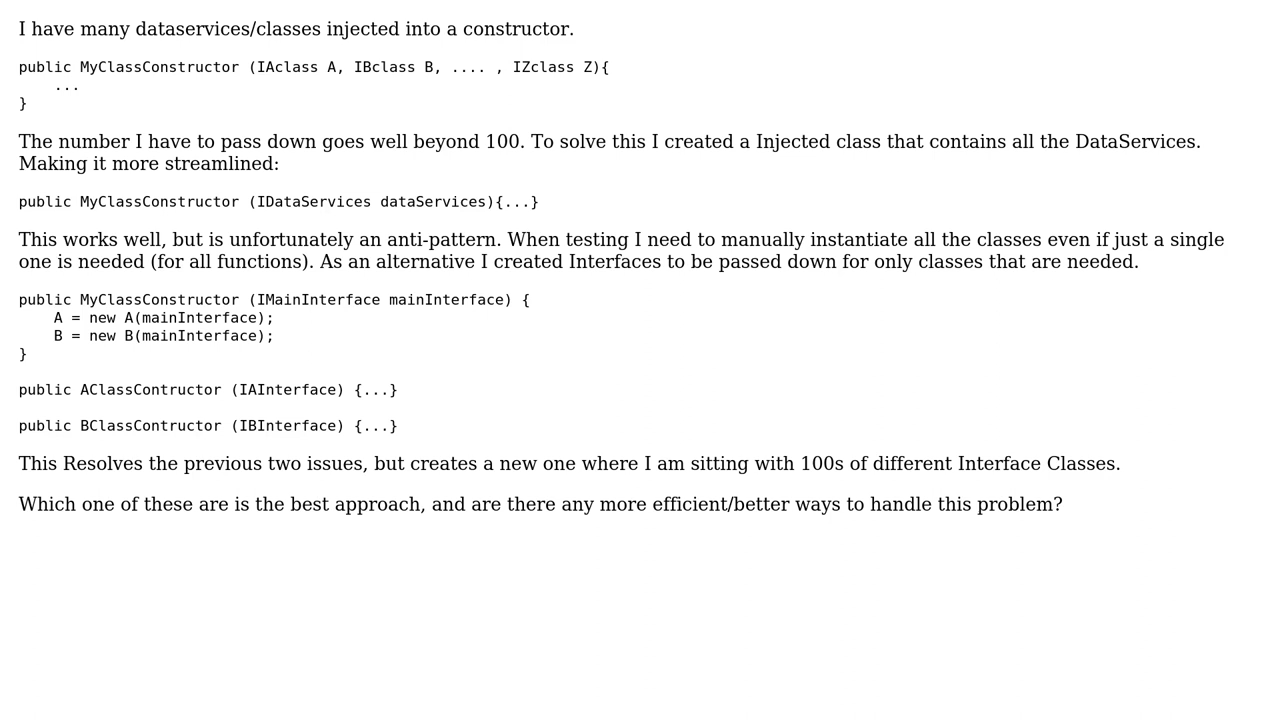 I have many dataservices/classes injected into a constructor.
public MyClassConstructor (IAclass A, IBclass B, .... , IZclass Z){
    ...
}
The number I have to pass down goes well beyond 100. To solve this I created a Injected class that contains all the DataServices.
Making it more streamlined:
public MyClassConstructor (IDataServices dataServices){...}
This works well, but is unfortunately an anti-pattern. When testing I need to manually instantiate all the classes even if just a single
one is needed (for all functions). As an alternative I created Interfaces to be passed down for only classes that are needed.
public MyClassConstructor (IMainInterface mainInterface) {
    A = new A(mainInterface);
    B = new B(mainInterface);
}
public AClassContructor (IAInterface) {...}
public BClassContructor (IBInterface) {...}
This Resolves the previous two issues, but creates a new one where I am sitting with 100s of different Interface Classes.
Which one of these are is the best approach, and are there any more efficient/better ways to handle this problem?